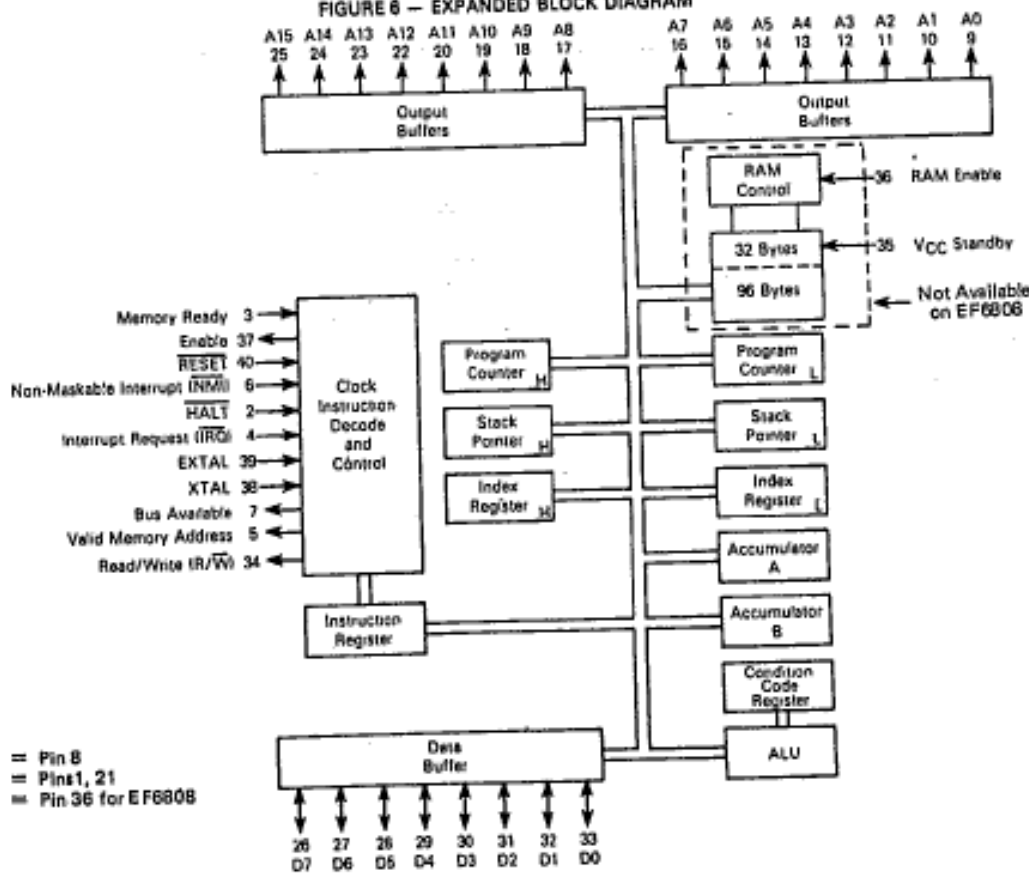 FIGURE 6 — EXPANDED BLOCK DIAGRAM
A15 A14 A13 A12 A11 A10 A9 A8
25 24 23 22 20 19 18 17
A7 A6 A5 A4 A3 A2 A1 A0
16 15 14 13 12 11 10 9
Output
Buffers
Output
Buffers
RAM
Control
36 RAM Enable
32 Bytes
35 VCC Standby
96 Bytes
Not Available
on EF6808
Memory Ready 3
Enable 37
RESET 40
Non-Maskable Interrupt (NMI) 6
HALT 2
Interrupt Request (IRQ) 4
EXTAL 39
XTAL 38
Bus Available 7
Valid Memory Address 5
Read/Write (R/W) 34
Clock
Instruction
Decode
and
Control
Program
Counter H
Program
Counter L
Stack
Pointer H
Stack
Pointer L
Index
Register H
Index
Register L
Accumulator
A
Instruction
Register
Accumulator
B
Condition
Code
Register
ALU
Data
Buffer
= Pin 8
= Pins 1, 21
= Pin 36 for EF6808
26 27 28 29 30 31 32 33
D7 D6 D5 D4 D3 D2 D1 D0